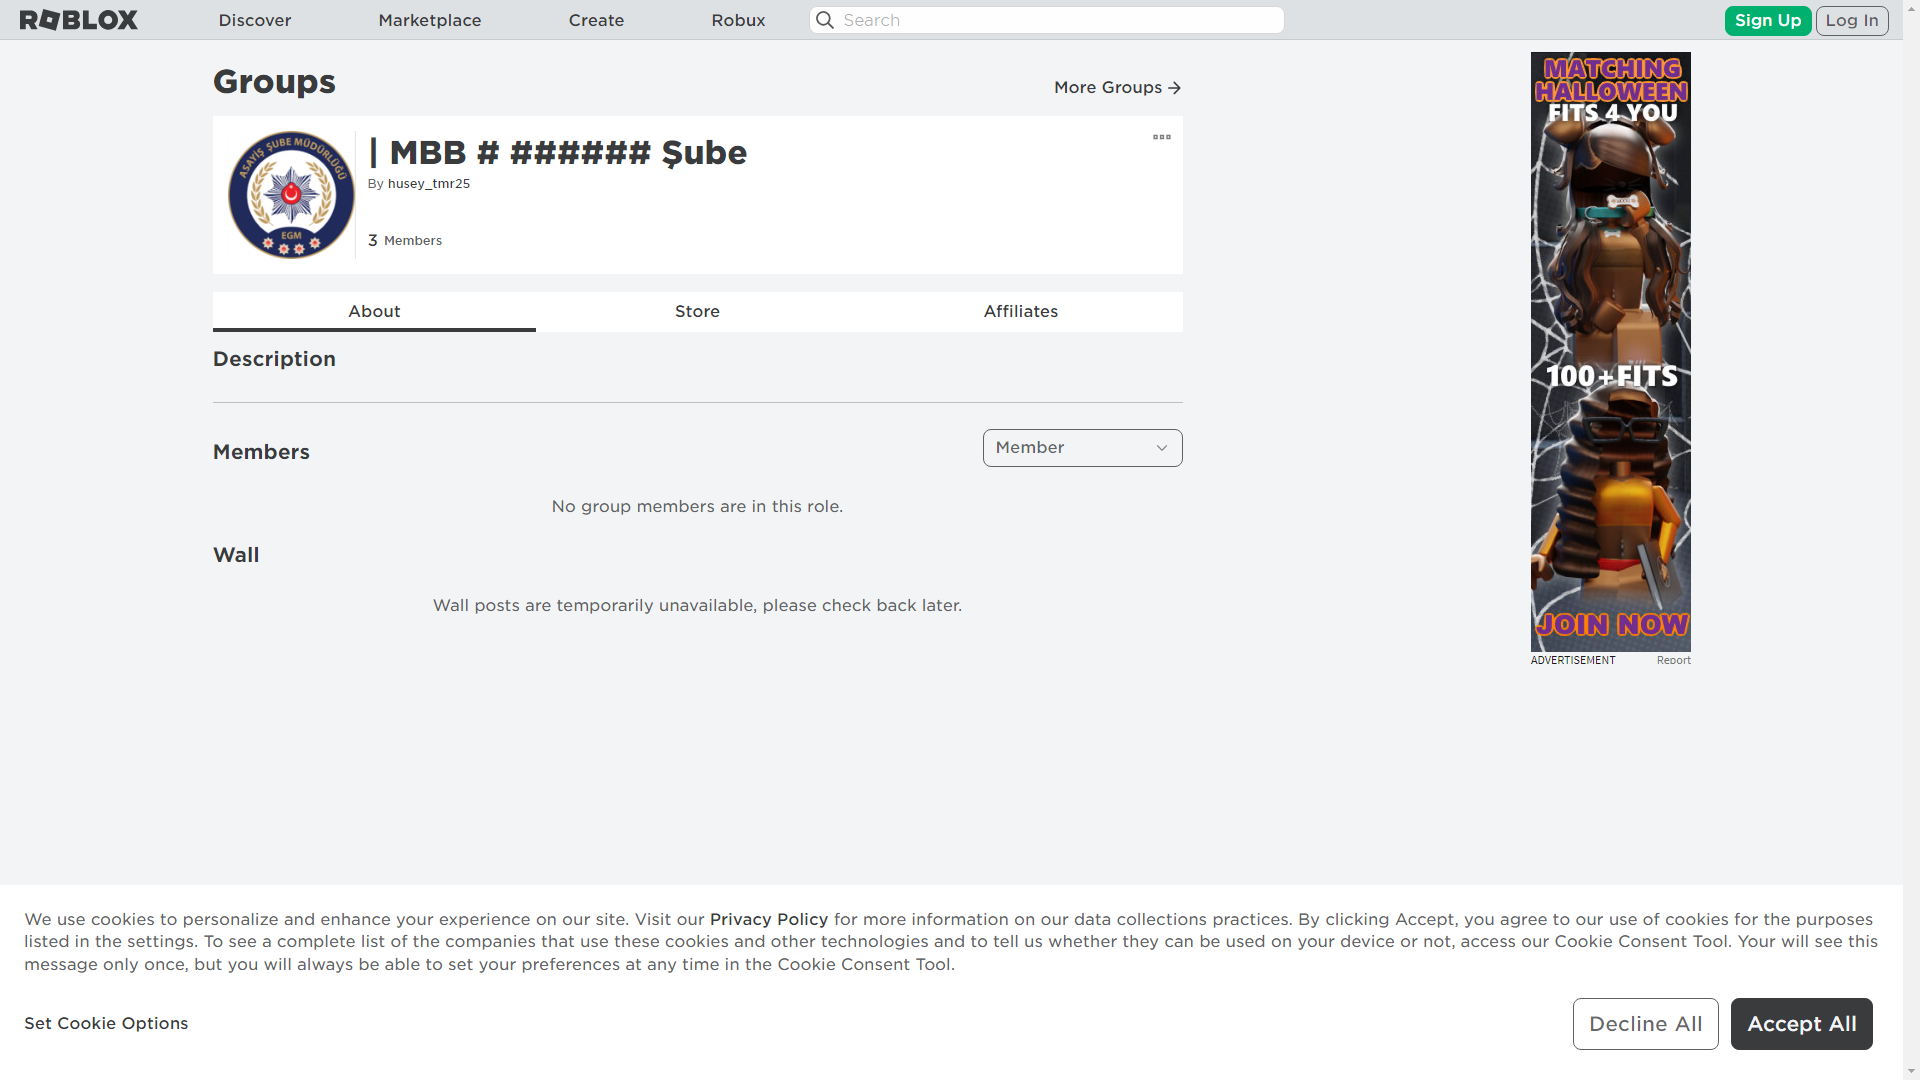 ROBLOX
Discover
Marketplace
Create
Robux
Search
Sign Up
Log In
Groups
More Groups
ASAYİŞ ŞUBE MÜDÜRLÜĞÜ
EGM
| MBB # ###### Şube
By husey_tmr25
3 Members
About
Store
Affiliates
Description
Members
Member
No group members are in this role.
Wall
Wall posts are temporarily unavailable, please check back later.
MATCHING
HALLOWEEN
FITS 4 YOU
100+FITS
JOIN NOW
ADVERTISEMENT
Report
We use cookies to personalize and enhance your experience on our site. Visit our Privacy Policy for more information on our data collections practices. By clicking Accept, you agree to our use of cookies for the purposes
listed in the settings. To see a complete list of the companies that use these cookies and other technologies and to tell us whether they can be used on your device or not, access our Cookie Consent Tool. Your will see this
message only once, but you will always be able to set your preferences at any time in the Cookie Consent Tool.
Set Cookie Options
Decline All
Accept All